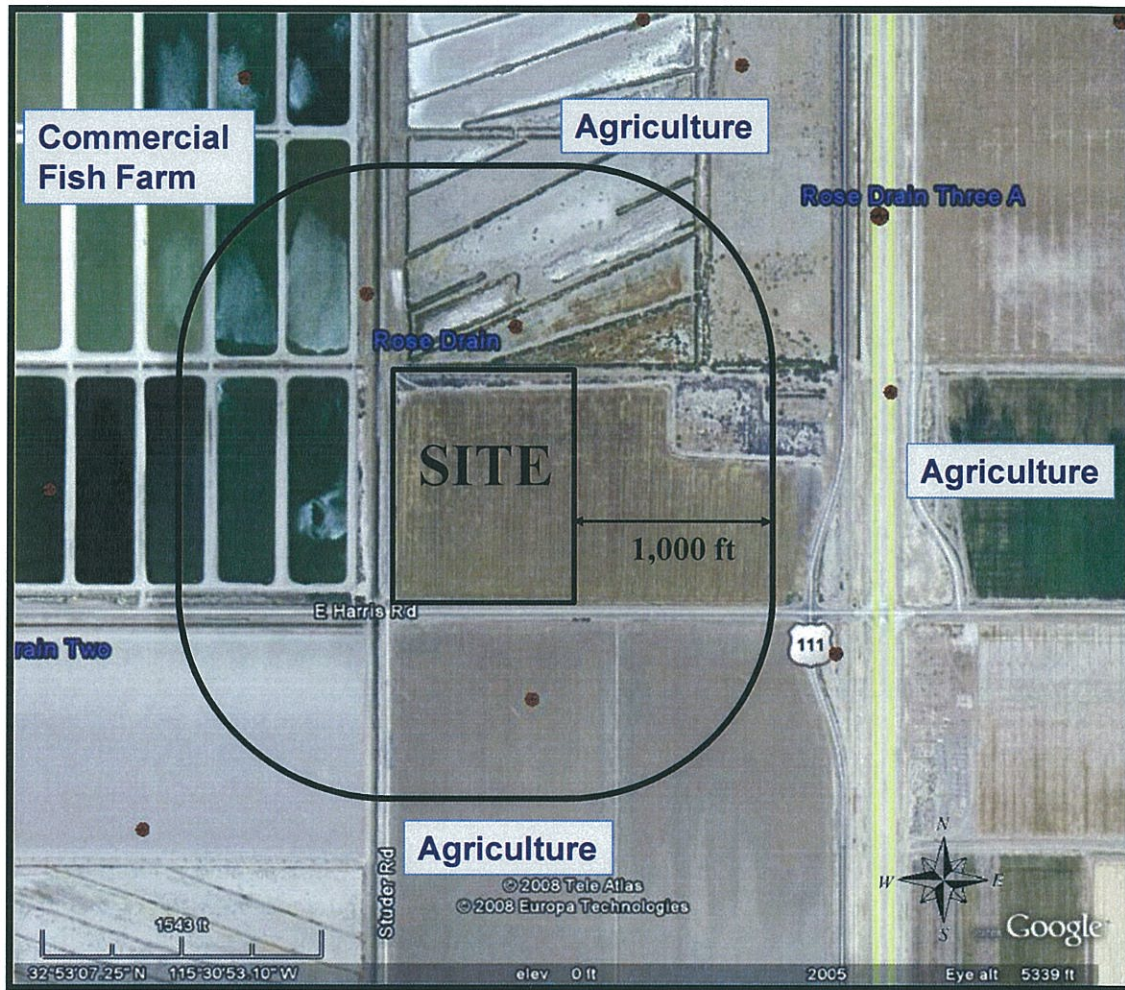 Commercial
Fish Farm
Agriculture
Rose Drain Three A
Rose Drain
SITE
Agriculture
1,000 ft
E Harris Rd
rain Two
111
Agriculture
Studer Rd
N
W E
S
© 2008 Tele Atlas
© 2008 Europa Technologies
1543 ft
Google
32°53'07.25" N 115°30'53.10" W elev 0 ft 2005 Eye alt 5339 ft